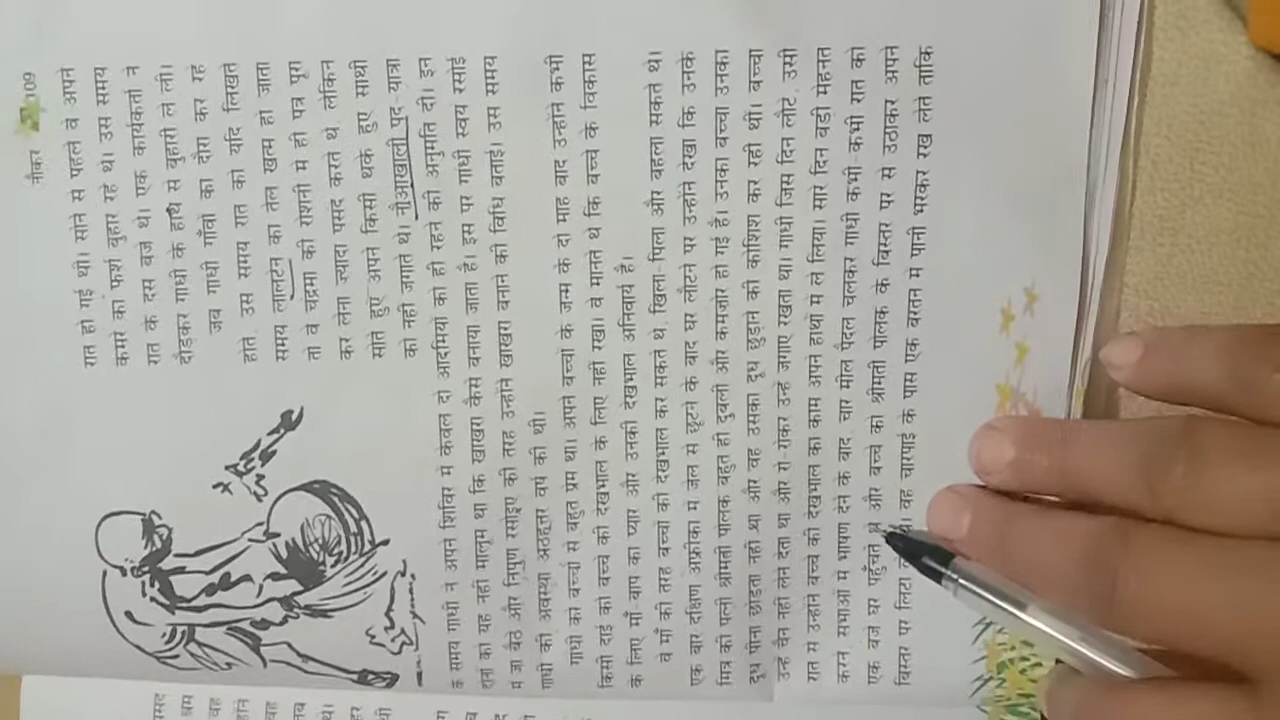 नौकर 109
रात हो गई थी। सोने से पहले वे अपने
कमरे का फर्श बुहार रहे थे। उस समय
रात के दस बजे थे। एक कार्यकर्ता ने
दौड़कर गांधी के हाथ से बुहारी ले ली।
जब गांधी गाँवों का दौरा कर रहे
होते, उस समय रात को यदि लिखते
समय लालटेन का तेल खत्म हो जाता
तो वे चंद्रमा की रोशनी में ही पत्र पूरा
कर लेना ज्यादा पसंद करते थे, लेकिन
सोते हुए अपने किसी थके हुए साथी
को नहीं जगाते थे। नौआखाली पद-यात्रा
के समय गांधी ने अपने शिविर में केवल दो आदमियों को ही रहने की अनुमति दी। इन
दोनों को यह नहीं मालूम था कि खाखरा कैसे बनाया जाता है। इस पर गांधी स्वयं रसोई
में जा बैठे और निपुण रसोइए की तरह उन्होंने खाखरा बनाने की विधि बताई। उस समय
गांधी की अवस्था अठहत्तर वर्ष की थी।
गांधी को बच्चों से बहुत प्रेम था। अपने बच्चों के जन्म के दो माह बाद उन्होंने कभी
किसी दाई को बच्चे की देखभाल के लिए नहीं रखा। वे मानते थे कि बच्चे के विकास
के लिए माँ-बाप का प्यार और उनकी देखभाल अनिवार्य है।
वे माँ की तरह बच्चों की देखभाल कर सकते थे, खिला-पिला और बहला सकते थे।
एक बार दक्षिण अफ्रीका में जेल से छूटने के बाद घर लौटने पर उन्होंने देखा कि उनके
मित्र की पत्नी श्रीमती पोलक बहुत ही दुबली और कमजोर हो गई हैं। उनका बच्चा उनका
दूध पीना छोड़ता नहीं था और वह उसका दूध छुड़ाने की कोशिश कर रही थीं। बच्चा
उन्हें चैन नहीं लेने देता था और रो-रोकर उन्हें जगाए रखता था। गांधी जिस दिन लौटे, उसी
रात से उन्होंने बच्चे की देखभाल का काम अपने हाथों में ले लिया। सारे दिन बड़ी मेहनत
करने, सभाओं में भाषण देने के बाद, चार मील पैदल चलकर गांधी कभी-कभी रात को
एक बजे घर पहुँचते थे और बच्चे को श्रीमती पोलक के बिस्तर पर से उठाकर अपने
बिस्तर पर लिटा वह चारपाई के पास एक बरतन में पानी भरकर रख लेते ताकि